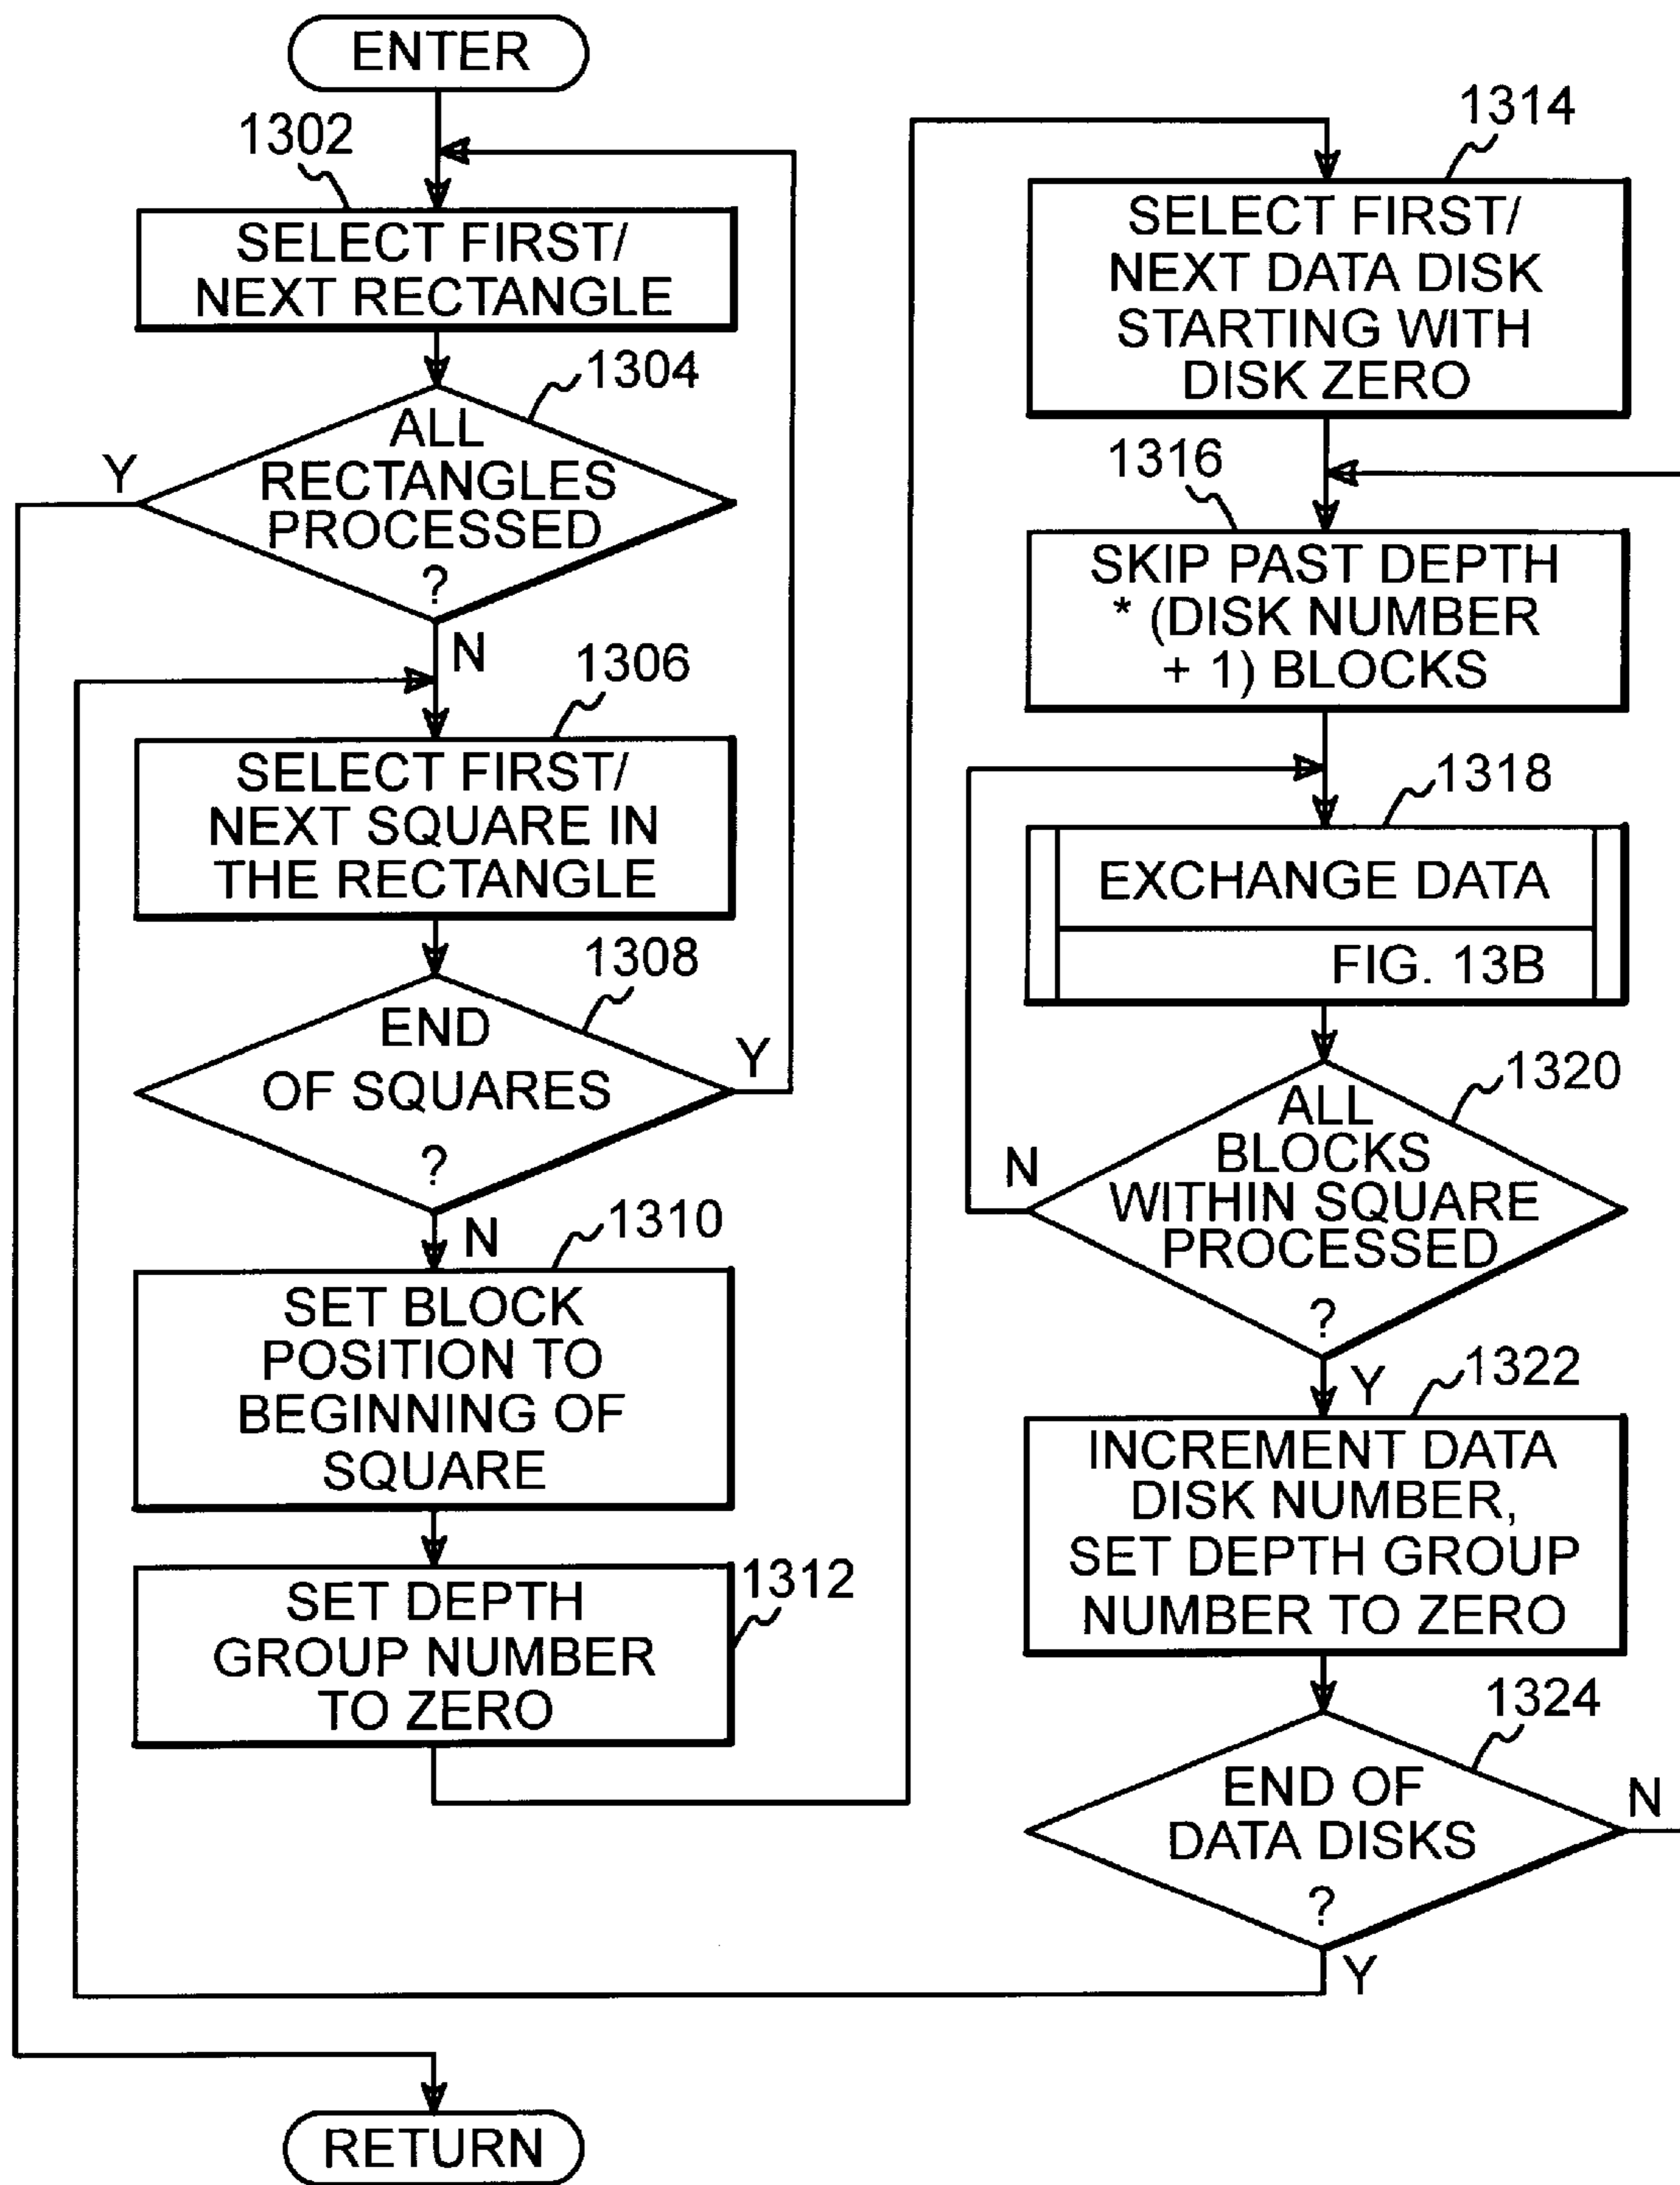 ENTER
1302
SELECT FIRST/
NEXT RECTANGLE
1304
ALL
RECTANGLES
PROCESSED
?
Y
N
1306
SELECT FIRST/
NEXT SQUARE IN
THE RECTANGLE
1308
END
OF SQUARES
?
Y
N
1310
SET BLOCK
POSITION TO
BEGINNING OF
SQUARE
1312
SET DEPTH
GROUP NUMBER
TO ZERO
RETURN
1314
SELECT FIRST/
NEXT DATA DISK
STARTING WITH
DISK ZERO
1316
SKIP PAST DEPTH
* (DISK NUMBER
+ 1) BLOCKS
1318
EXCHANGE DATA
FIG. 13B
1320
ALL
BLOCKS
WITHIN SQUARE
PROCESSED
?
N
Y
1322
INCREMENT DATA
DISK NUMBER,
SET DEPTH GROUP
NUMBER TO ZERO
1324
END OF
DATA DISKS
?
N
Y